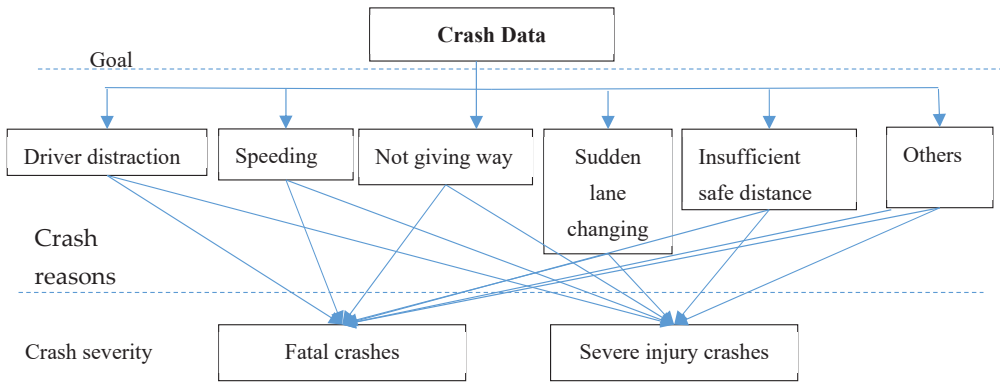 Crash Data
Goal
Driver distraction
Speeding
Not giving way
Sudden
lane
changing
Insufficient
safe distance
Others
Crash
reasons
Crash severity
Fatal crashes
Severe injury crashes